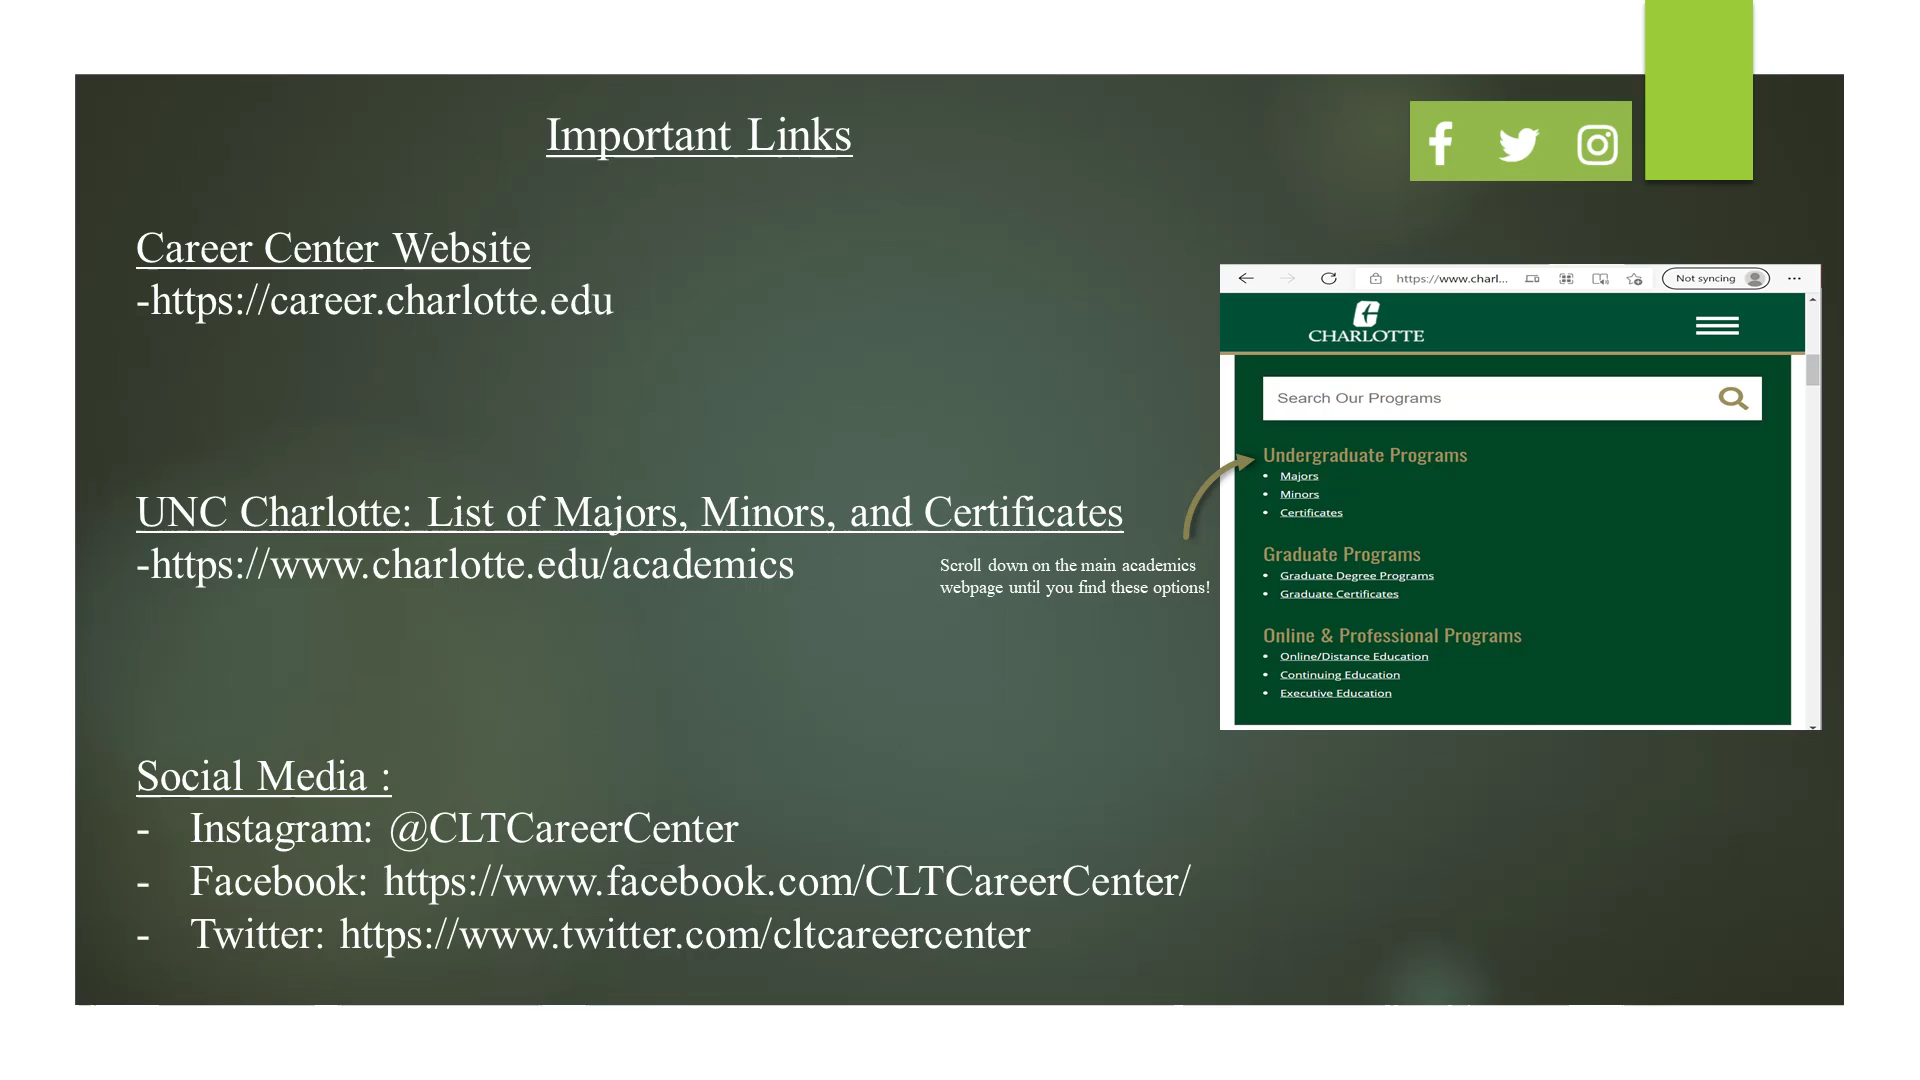 Important Links
Career Center Website
-https://career.charlotte.edu
UNC Charlotte: List of Majors, Minors, and Certificates
-https://www.charlotte.edu/academics
Scroll down on the main academics
webpage until you find these options!
https://www.charl...
Not syncing
CHARLOTTE
Search Our Programs
Undergraduate Programs
• Majors
• Minors
• Certificates
Graduate Programs
• Graduate Degree Programs
• Graduate Certificates
Online & Professional Programs
• Online/Distance Education
• Continuing Education
• Executive Education
Social Media :
- Instagram: @CLTCareerCenter
- Facebook: https://www.facebook.com/CLTCareerCenter/
- Twitter: https://www.twitter.com/cltcareercenter